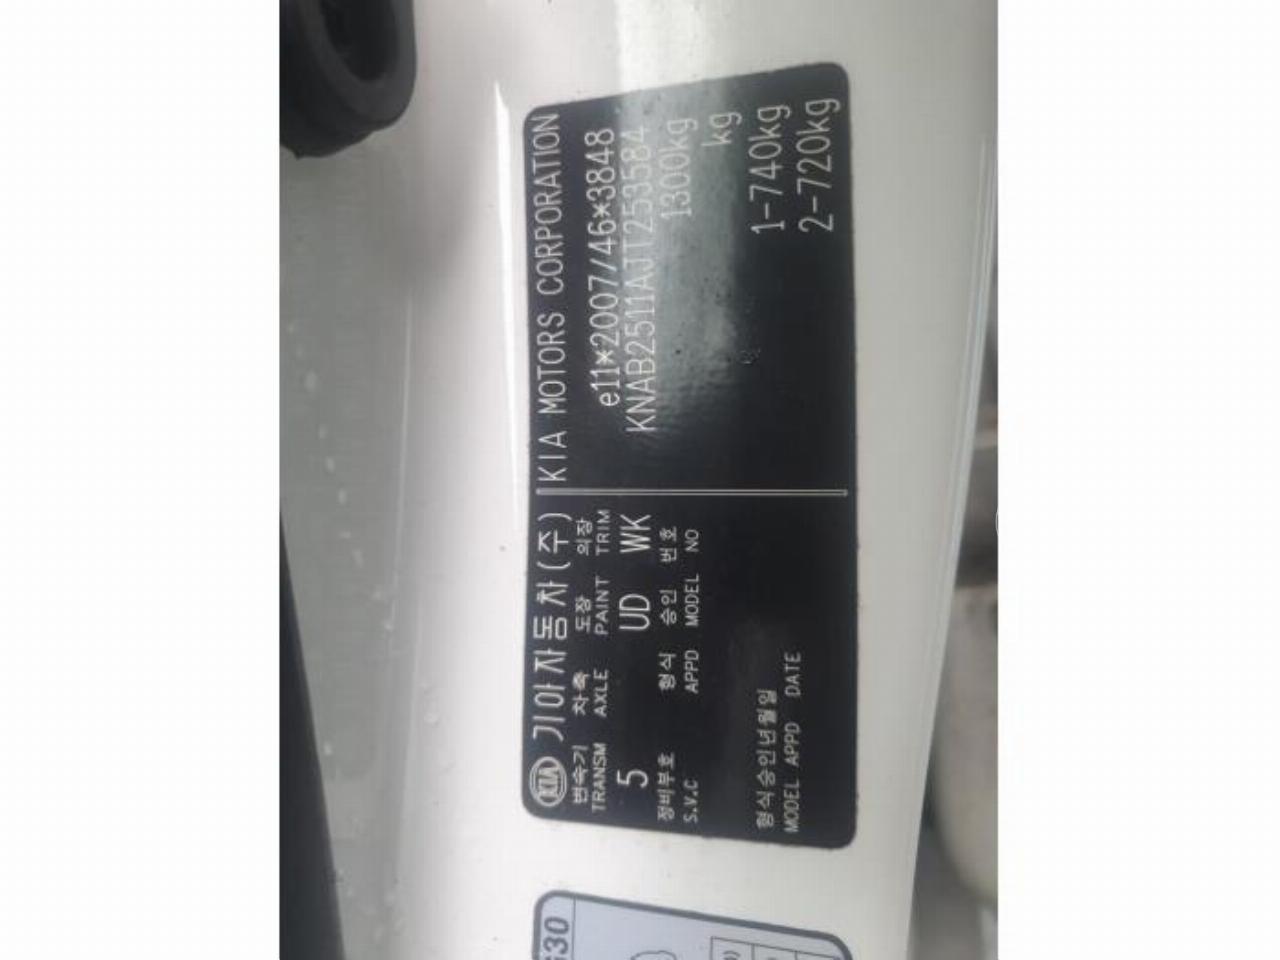 KIA 기아자동차(주) KIA MOTORS CORPORATION
변속기 차축 도장 의장
TRANSM AXLE PAINT TRIM
e11*2007/46*3848
5 UD WK
KNAB2511AJT253584
정비부호 형식 승인 번호
1300kg
S.V.C APPD MODEL NO
kg
형식승인년월일
1-740kg
MODEL APPD DATE
2-720kg